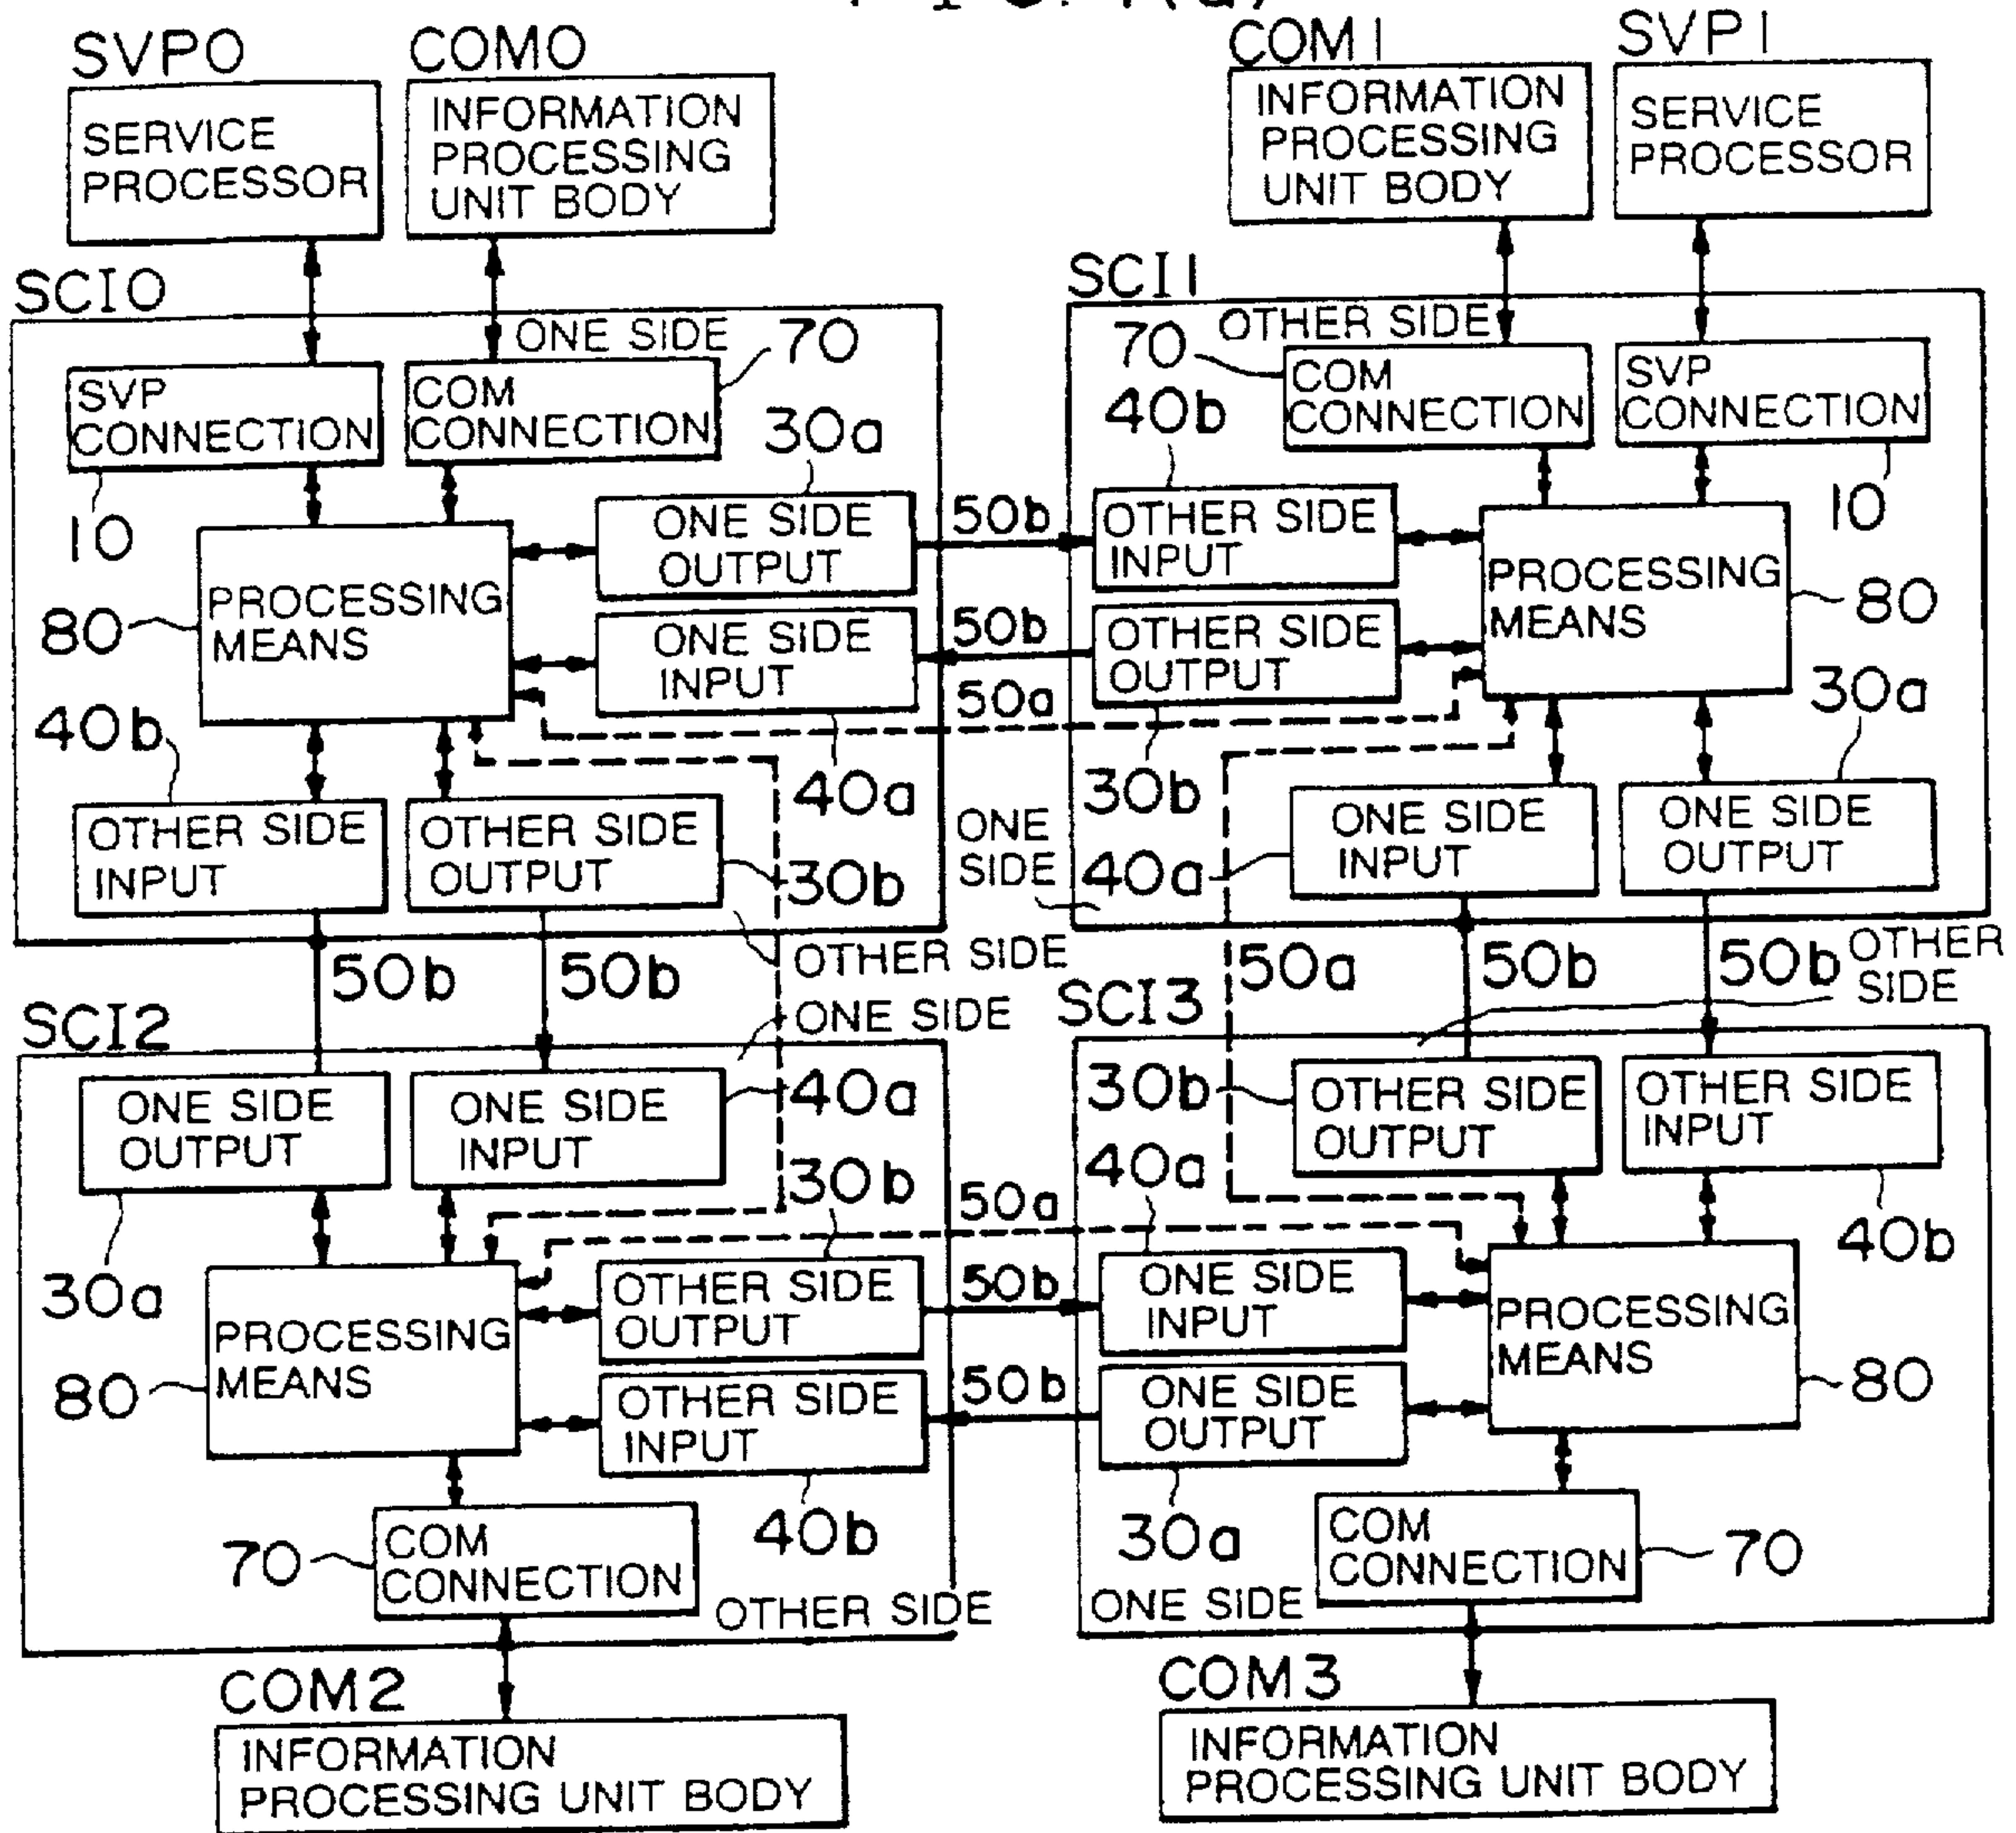 SVP0
COM0
COM1
SVP1
SERVICE
PROCESSOR
INFORMATION
PROCESSING
UNIT BODY
INFORMATION
PROCESSING
UNIT BODY
SERVICE
PROCESSOR
SCI0
SCI1
ONE SIDE
70
70
OTHER SIDE
SVP
CONNECTION
COM
CONNECTION
COM
CONNECTION
SVP
CONNECTION
10
30a
40b
10
ONE SIDE
OUTPUT
50b
OTHER SIDE
INPUT
PROCESSING
MEANS
80
PROCESSING
MEANS
80
ONE SIDE
INPUT
50b
OTHER SIDE
OUTPUT
50a
40b
40a
30b
30a
OTHER SIDE
INPUT
OTHER SIDE
OUTPUT
30b
ONE
SIDE
40a
ONE SIDE
INPUT
ONE SIDE
OUTPUT
50b
50b
OTHER SIDE
50a
50b
50b
OTHER
SIDE
SCI2
ONE SIDE
SCI3
ONE SIDE
OUTPUT
ONE SIDE
INPUT
40a
30b
OTHER SIDE
OUTPUT
OTHER SIDE
INPUT
30a
30b
50a
40a
40b
PROCESSING
MEANS
80
OTHER SIDE
OUTPUT
50b
ONE SIDE
INPUT
PROCESSING
MEANS
80
OTHER SIDE
INPUT
50b
ONE SIDE
OUTPUT
40b
30a
70
COM
CONNECTION
OTHER SIDE
ONE SIDE
COM
CONNECTION
70
COM2
COM3
INFORMATION
PROCESSING UNIT BODY
INFORMATION
PROCESSING UNIT BODY